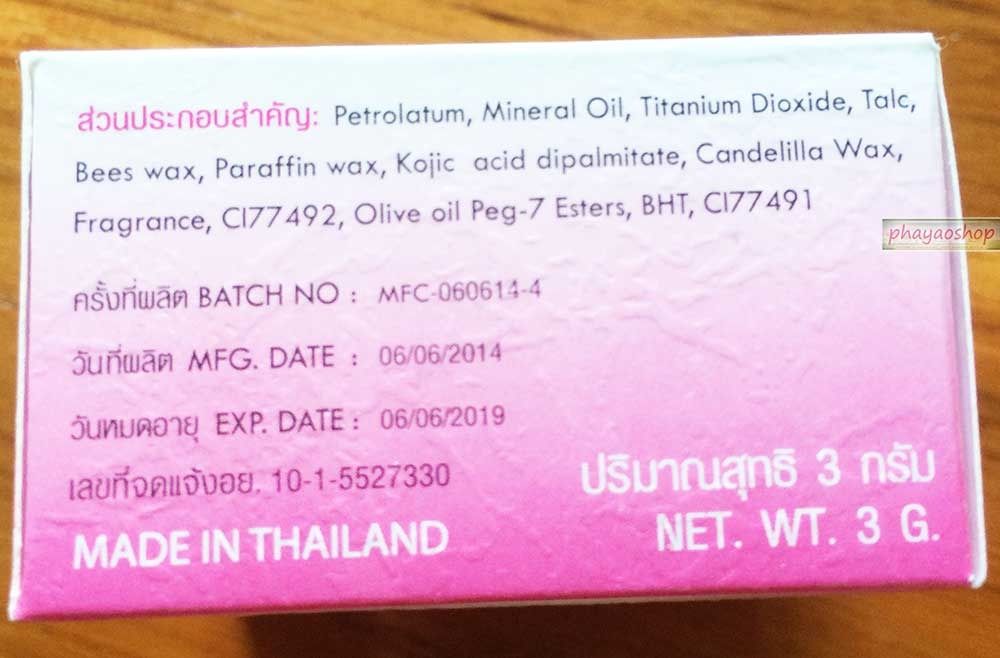 ส่วนประกอบสำคัญ: Petrolatum, Mineral Oil, Titanium Dioxide, Talc,
Bees wax, Paraffin wax, Kojic acid dipalmitate, Candelilla Wax,
Fragrance, CI77492, Olive oil Peg-7 Esters, BHT, CI77491
phayaoshop
ครั้งที่ผลิต BATCH NO : MFC-060614-4
วันที่ผลิต MFG. DATE : 06/06/2014
วันหมดอายุ EXP. DATE : 06/06/2019
เลขที่จดแจ้งอย. 10-1-5527330
ปริมาณสุทธิ 3 กรัม
MADE IN THAILAND
NET. WT. 3 G.